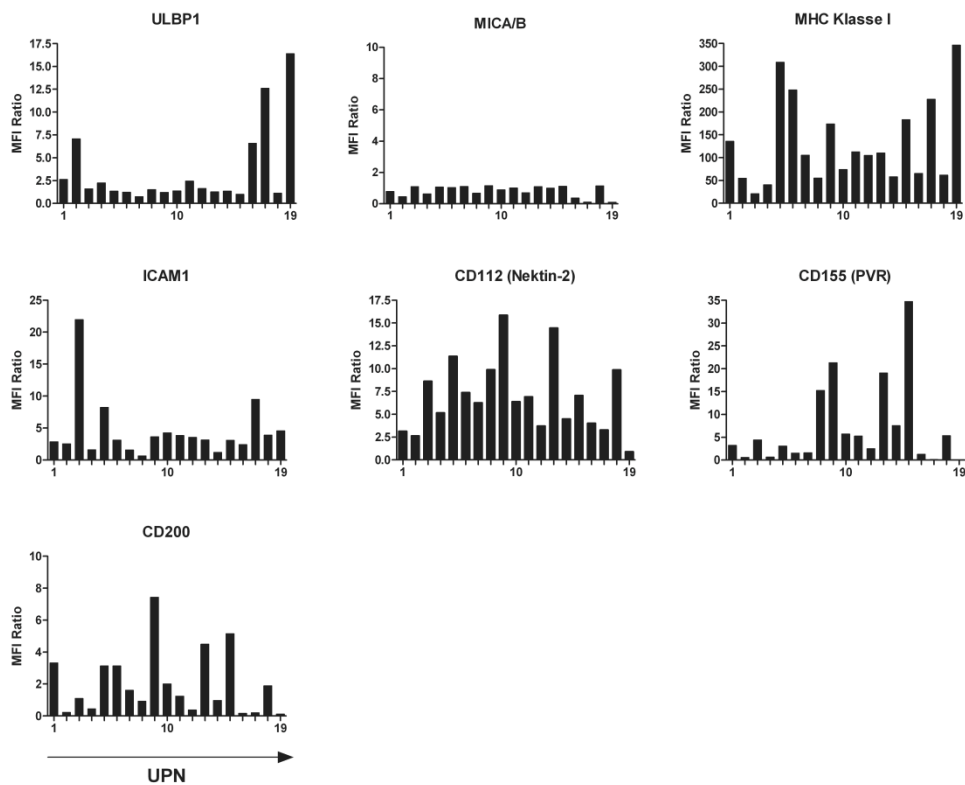 ULBP1
17.5
15.0
12.5
10.0
7.5
5.0
2.5
0.0
MFI Ratio
1 10 19
MICA/B
10
8
6
4
2
0
MFI Ratio
1 10 19
MHC Klasse I
350
300
250
200
150
100
50
0
MFI Ratio
1 10 19
ICAM1
25
20
15
10
5
0
MFI Ratio
1 10 19
CD112 (Nektin-2)
17.5
15.0
12.5
10.0
7.5
5.0
2.5
0.0
MFI Ratio
1 10 19
CD155 (PVR)
35
30
25
20
15
10
5
0
MFI Ratio
1 10 19
CD200
10
8
6
4
2
0
MFI Ratio
1 10 19
UPN